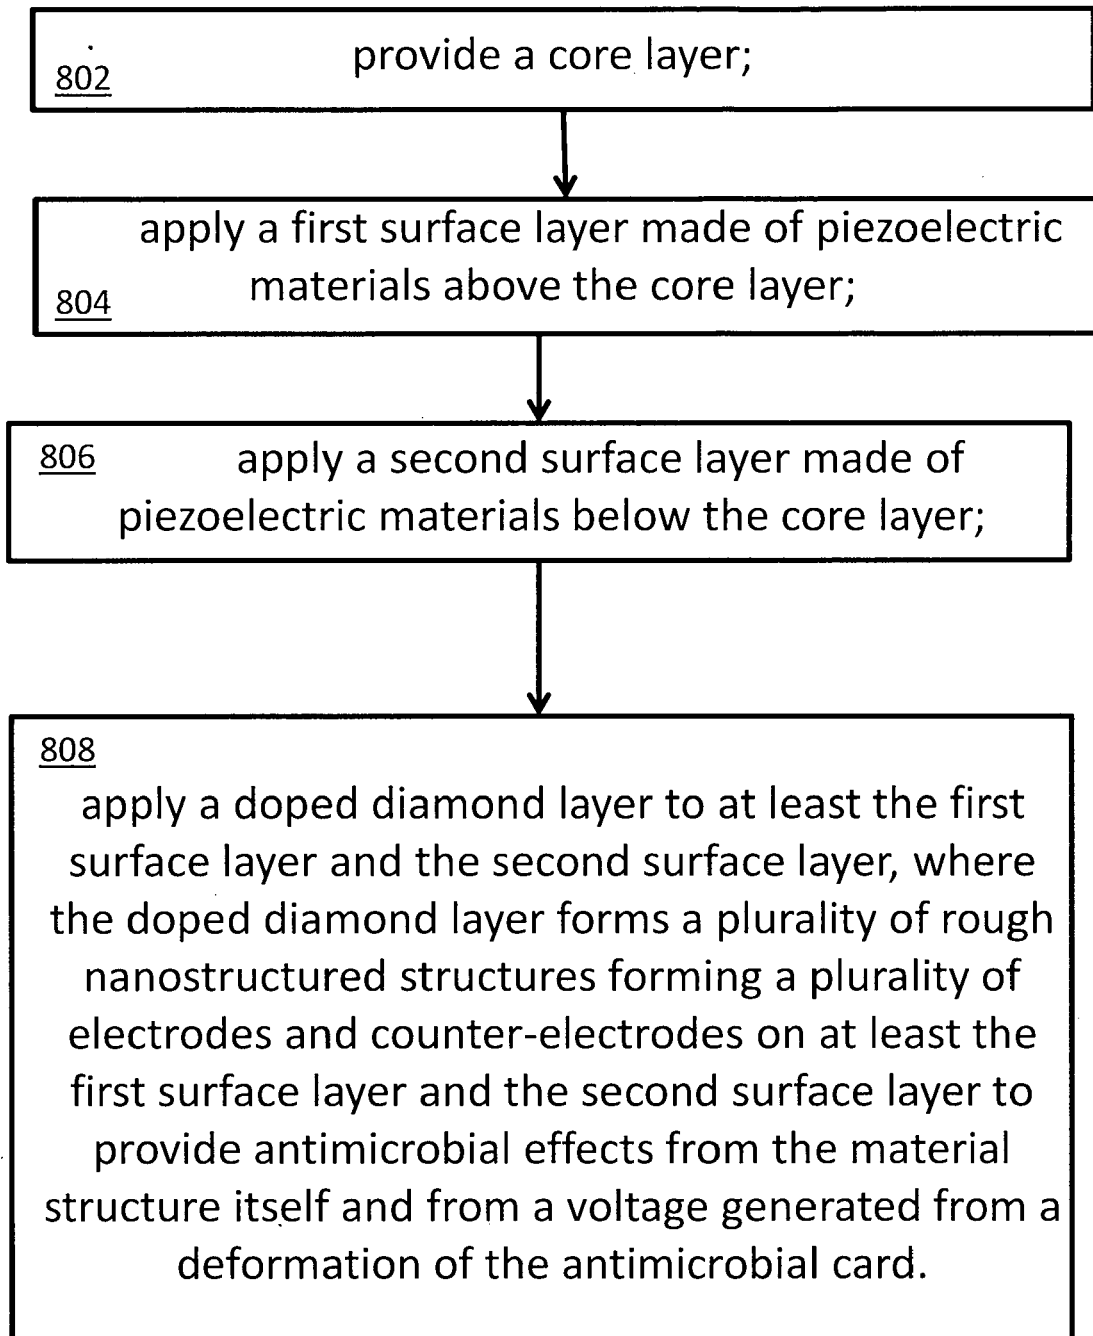 provide a core layer;
802
apply a first surface layer made of piezoelectric
materials above the core layer;
804
806 apply a second surface layer made of
piezoelectric materials below the core layer;
808
apply a doped diamond layer to at least the first
surface layer and the second surface layer, where
the doped diamond layer forms a plurality of rough
nanostructured structures forming a plurality of
electrodes and counter-electrodes on at least the
first surface layer and the second surface layer to
provide antimicrobial effects from the material
structure itself and from a voltage generated from a
deformation of the antimicrobial card.